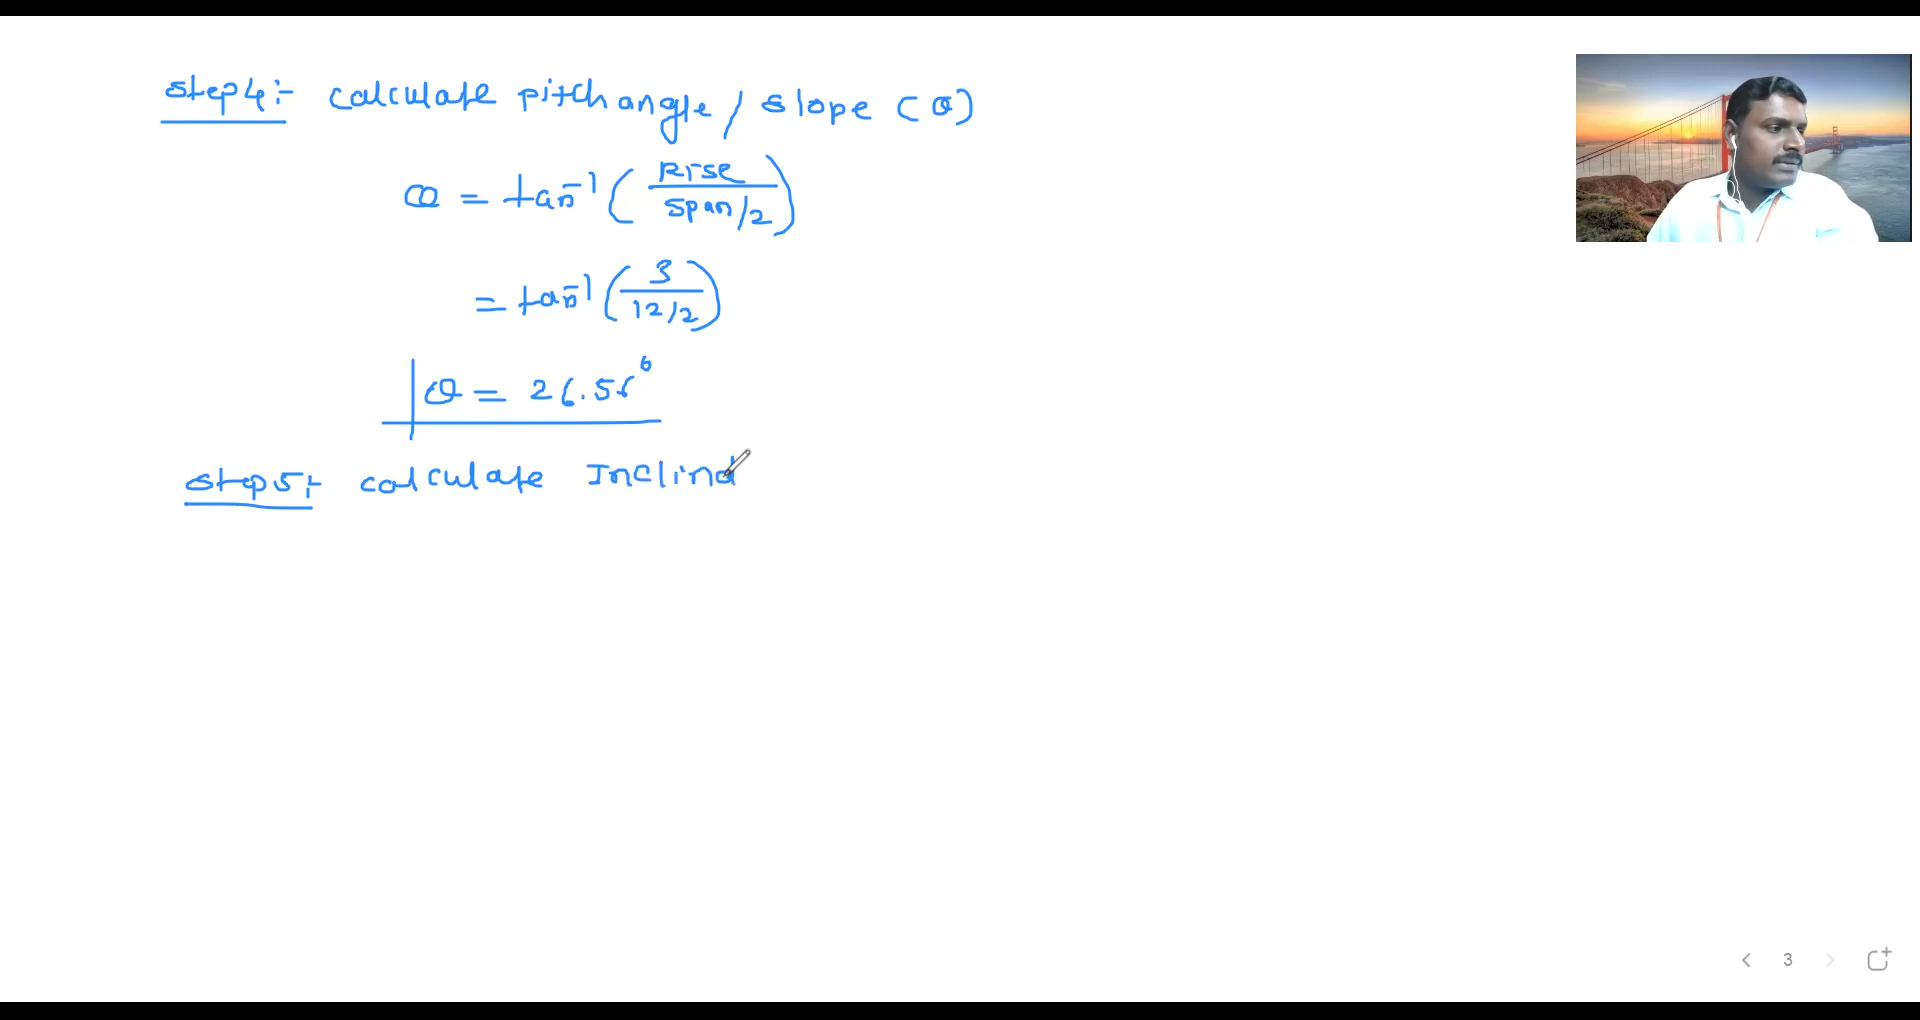 Step4:- calculate pitch angle / slope (θ)
θ = tan⁻¹ (Rise / span/2)
= tan⁻¹ (3 / 12/2)
θ = 26.56°
Step5:- calculate Inclind
3